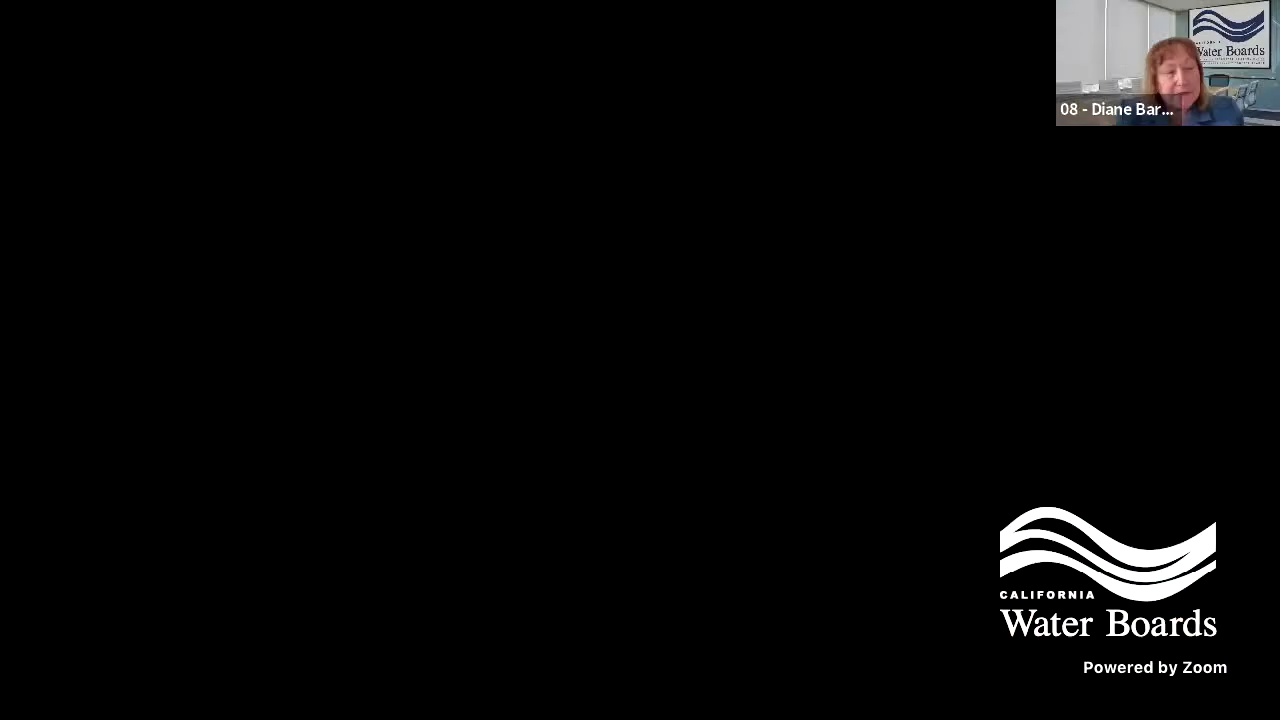 Water Boards
08 - Diane Bar...
CALIFORNIA
Water Boards
Powered by Zoom